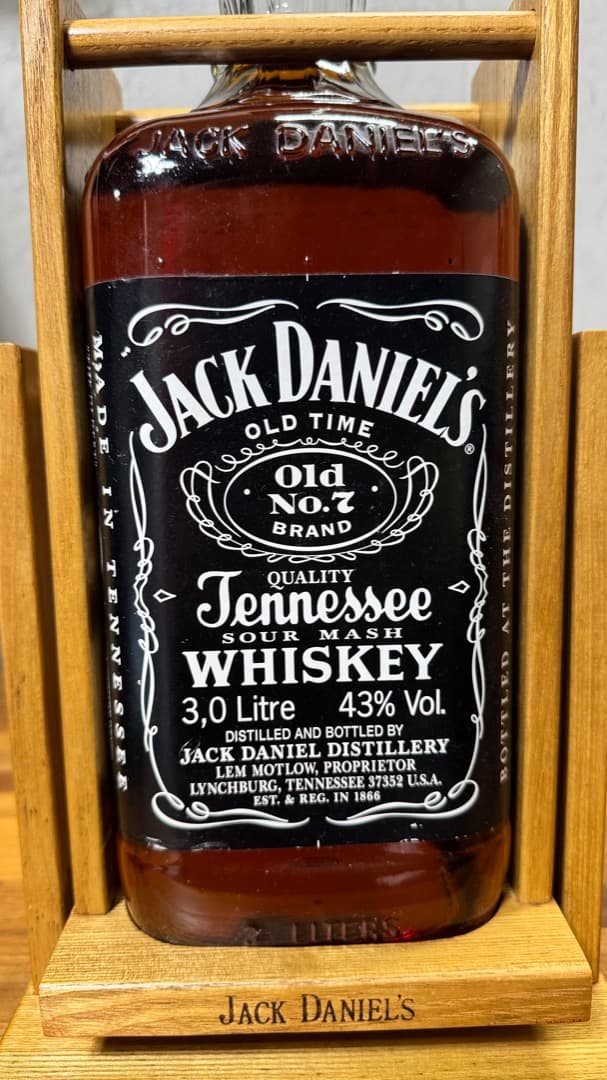 JACK DANIEL'S
JACK DANIEL'S
OLD TIME
Old
No.7
BRAND
QUALITY
Tennessee
SOUR MASH
WHISKEY
3,0 Litre 43% Vol.
DISTILLED AND BOTTLED BY
JACK DANIEL DISTILLERY
LEM MOTLOW, PROPRIETOR
LYNCHBURG, TENNESSEE 37352 U.S.A.
EST. & REG. IN 1866
MADE IN TENNESSEE
BOTTLED AT THE DISTILLERY
LITERS
JACK DANIEL'S